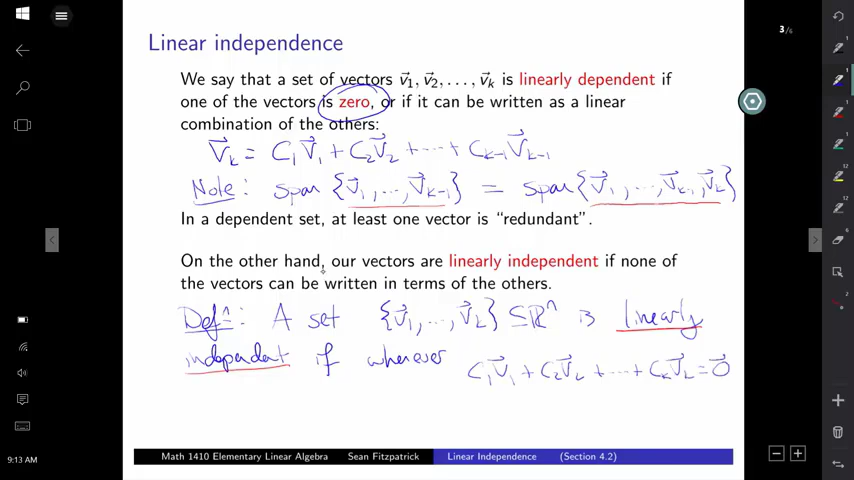 3/6
Linear independence
We say that a set of vectors v⃗₁, v⃗₂, . . . , v⃗ₖ is linearly dependent if
one of the vectors is zero, or if it can be written as a linear
combination of the others:
v⃗ₖ = C₁v⃗₁ + C₂v⃗₂ + ... + Cₖ₋₁v⃗ₖ₋₁
Note: span {v⃗₁, ..., v⃗ₖ₋₁} = span{v⃗₁, ..., v⃗ₖ₋₁, v⃗ₖ}
In a dependent set, at least one vector is “redundant”.
On the other hand, our vectors are linearly independent if none of
the vectors can be written in terms of the others.
Defⁿ: A set {v⃗₁, ..., v⃗ₖ} ⊆ ℝⁿ is linearly
independent if whenever C₁v⃗₁ + C₂v⃗₂ + ... + Cₖv⃗ₖ = 0⃗
9:13 AM
Math 1410 Elementary Linear Algebra Sean Fitzpatrick Linear Independence (Section 4.2)